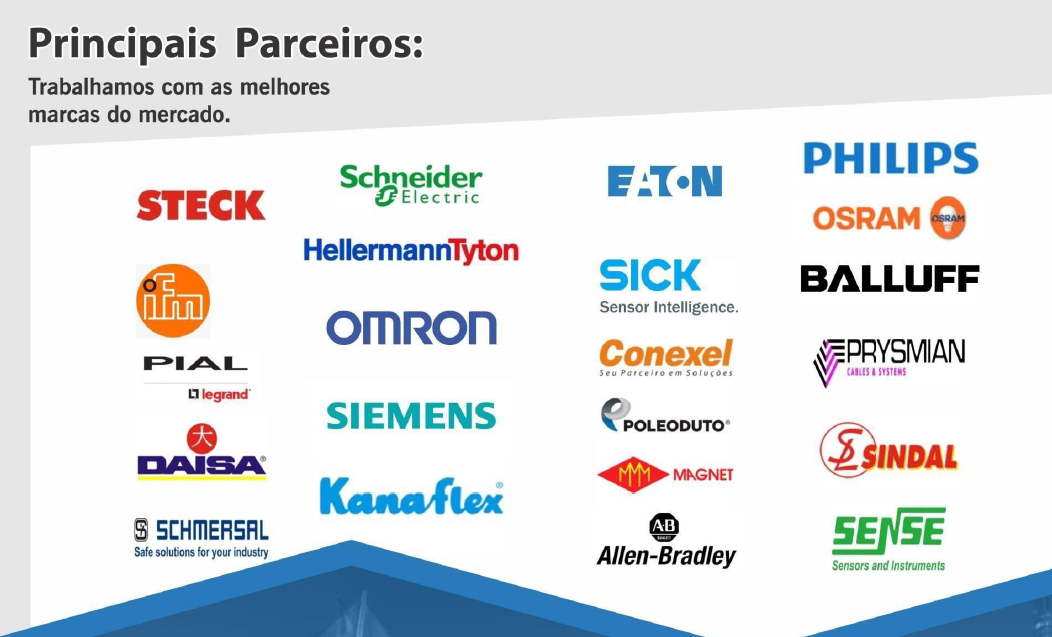 Principais Parceiros:
Trabalhamos com as melhores
marcas do mercado.
STECK
ifm
PIAL
legrand
大
DAISA®
S
SCHMERSAL
Safe solutions for your industry
Schneider
Electric
HellermannTyton
OMRON
SIEMENS
Kanaflex®
EATON
SICK
Sensor Intelligence.
Conexel
Seu Parceiro em Soluções
POLEODUTO®
MAGNET
A-B
Allen-Bradley
PHILIPS
OSRAM OSRAM
BALLUFF
PRYSMIAN
CABLES & SYSTEMS
SL SINDAL
SENSE
Sensors and Instruments